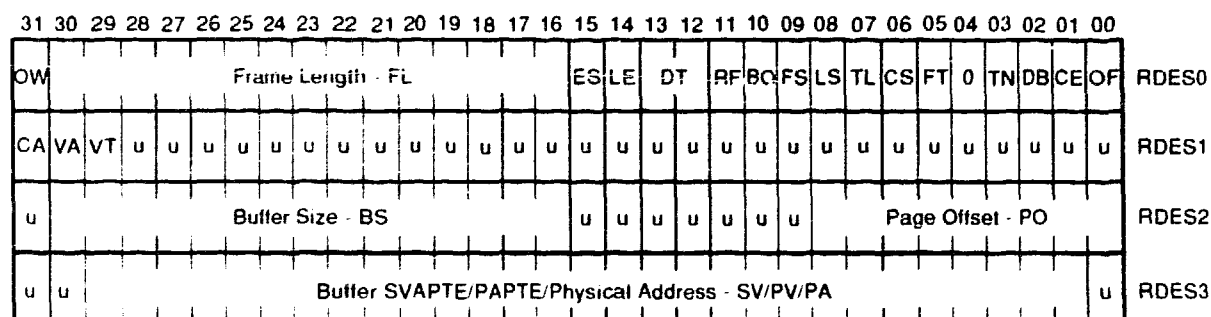 31 30 29 28 27 26 25 24 23 22 21 20 19 18 17 16 15 14 13 12 11 10 09 08 07 06 05 04 03 02 01 00
OW Frame Length - FL ES LE DT RF BO FS LS TL CS FT 0 TN DB CE OF RDES0
CA VA VT u u u u u u u u u u u u u u u u u u u u u u u u u u u u u RDES1
u Buffer Size - BS u u u u u u u Page Offset - PO RDES2
u u Buffer SVAPTE/PAPTE/Physical Address - SV/PV/PA u RDES3